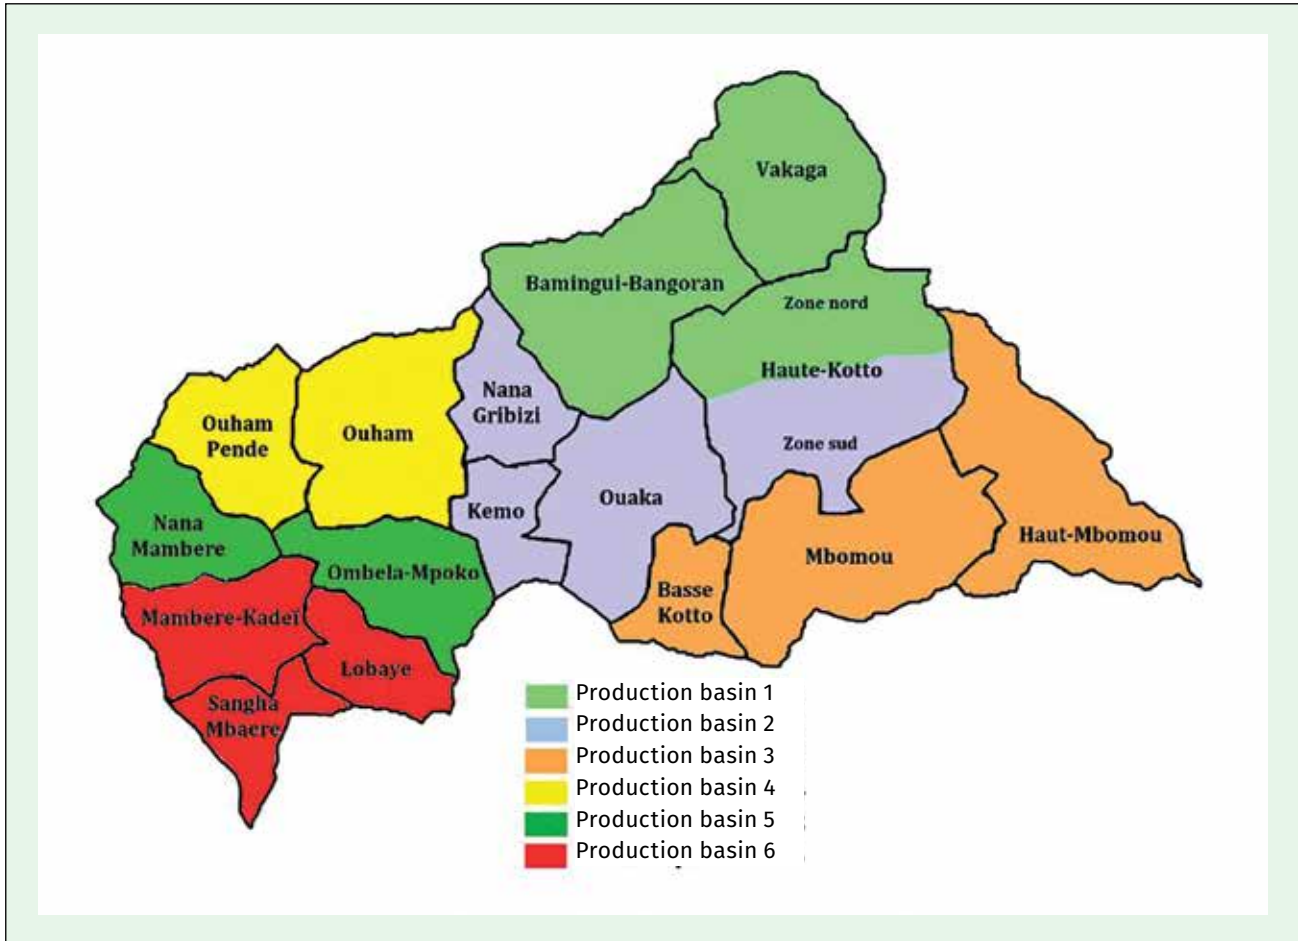 Vakaga
Bamingui-Bangoran
Zone nord
Haute-Kotto
Nana
Gribizi
Ouham
Pende
Ouham
Zone sud
Ouaka
Kemo
Nana
Mambere
Haut-Mbomou
Mbomou
Ombela-Mpoko
Basse
Kotto
Mambere-Kadeï
Lobaye
Sangha
Mbaere
Production basin 1
Production basin 2
Production basin 3
Production basin 4
Production basin 5
Production basin 6